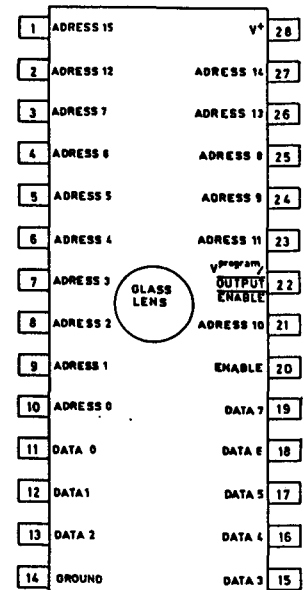 1 ADRESS 15
V+ 28
2 ADRESS 12
ADRESS 14 27
3 ADRESS 7
ADRESS 13 26
4 ADRESS 6
ADRESS 8 25
5 ADRESS 5
ADRESS 9 24
6 ADRESS 4
ADRESS 11 23
7 ADRESS 3
GLASS
LENS
Vprogram/
OUTPUT
ENABLE
22
8 ADRESS 2
ADRESS 10 21
9 ADRESS 1
ENABLE 20
10 ADRESS 0
DATA 7 19
11 DATA 0
DATA 6 18
12 DATA1
DATA 5 17
13 DATA 2
DATA 4 16
14 GROUND
DATA 3 15